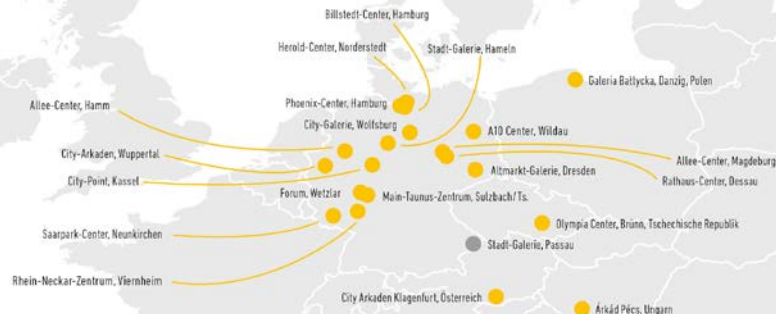 Billstedt-Center, Hamburg
Herold-Center, Norderstedt
Stadt-Galerie, Hameln
Galeria Bałtycka, Danzig, Polen
Allee-Center, Hamm
Phoenix-Center, Hamburg
City-Galerie, Wolfsburg
A10 Center, Wildau
City-Arkaden, Wuppertal
Allee-Center, Magdeburg
City-Point, Kassel
Altmarkt-Galerie, Dresden
Rathaus-Center, Dessau
Forum, Wetzlar
Main-Taunus-Zentrum, Sulzbach/Ts.
Saarpark-Center, Neunkirchen
Olympia Center, Brünn, Tschechische Republik
Stadt-Galerie, Passau
Rhein-Neckar-Zentrum, Viernheim
City Arkaden Klagenfurt, Österreich
Árkád Pécs, Ungarn